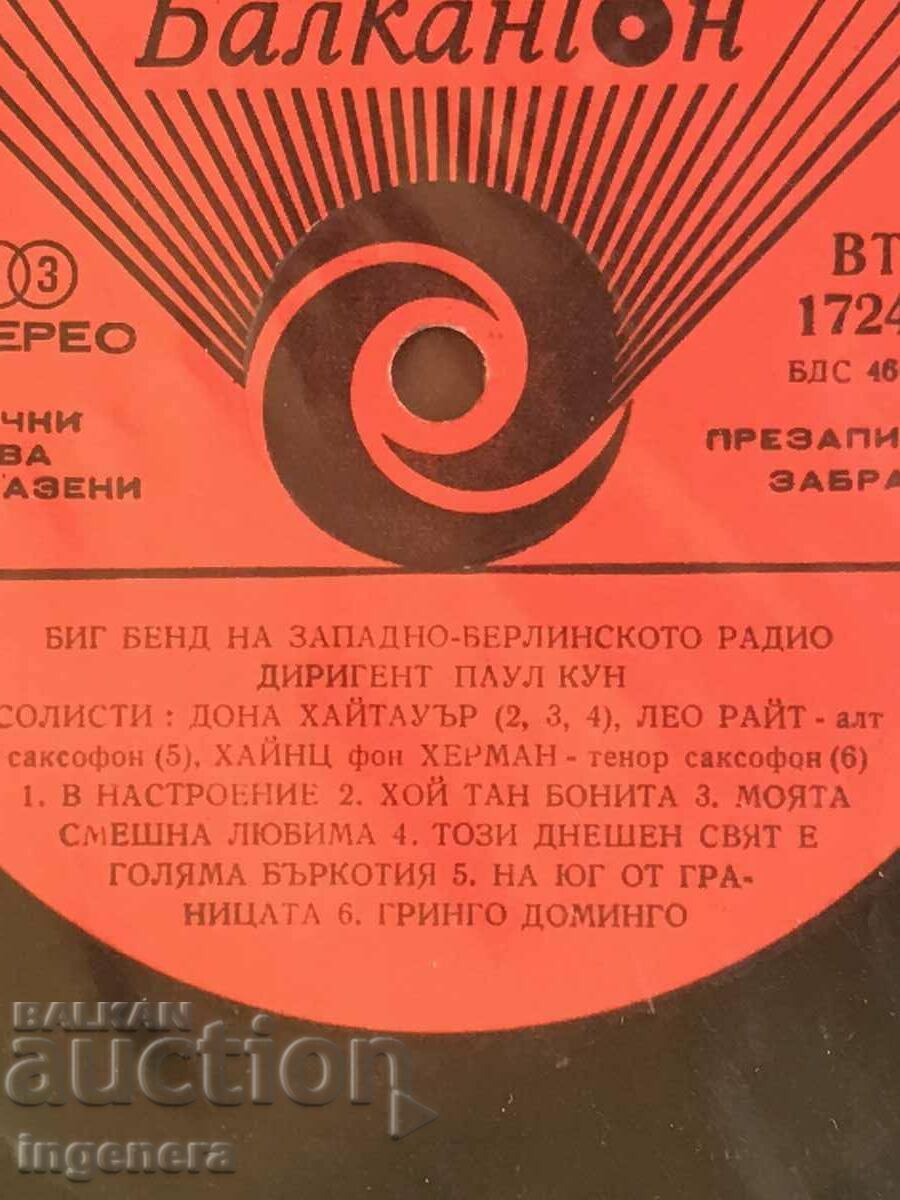 Балкантон
3
ЕРЕО
ЧНИ
ВА
АЗЕНИ
ВТ
1724
БДС 46
ПРЕЗАПИ
ЗАБРА
БИГ БЕНД НА ЗАПАДНО-БЕРЛИНСКОТО РАДИО
ДИРИГЕНТ ПАУЛ КУН
СОЛИСТИ : ДОНА ХАЙТАУЪР (2, 3, 4), ЛЕО РАЙТ - алт
саксофон (5), ХАЙНЦ фон ХЕРМАН - тенор саксофон (6)
1. В НАСТРОЕНИЕ 2. ХОЙ ТАН БОНИТА 3. МОЯТА
СМЕШНА ЛЮБИМА 4. ТОЗИ ДНЕШЕН СВЯТ Е
ГОЛЯМА БЪРКОТИЯ 5. НА ЮГ ОТ ГРА-
НИЦАТА 6. ГРИНГО ДОМИНГО
BALKAN
auction
ingenera